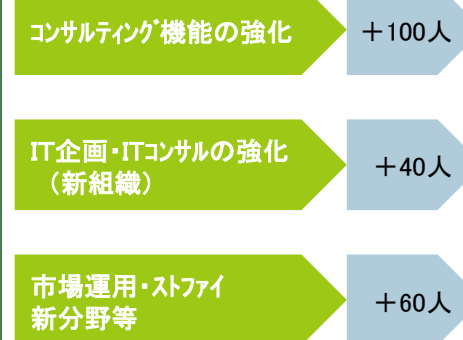 コンサルティング機能の強化
＋100人
IT企画・ITコンサルの強化
（新組織）
＋40人
市場運用・ストファイ
新分野等
＋60人